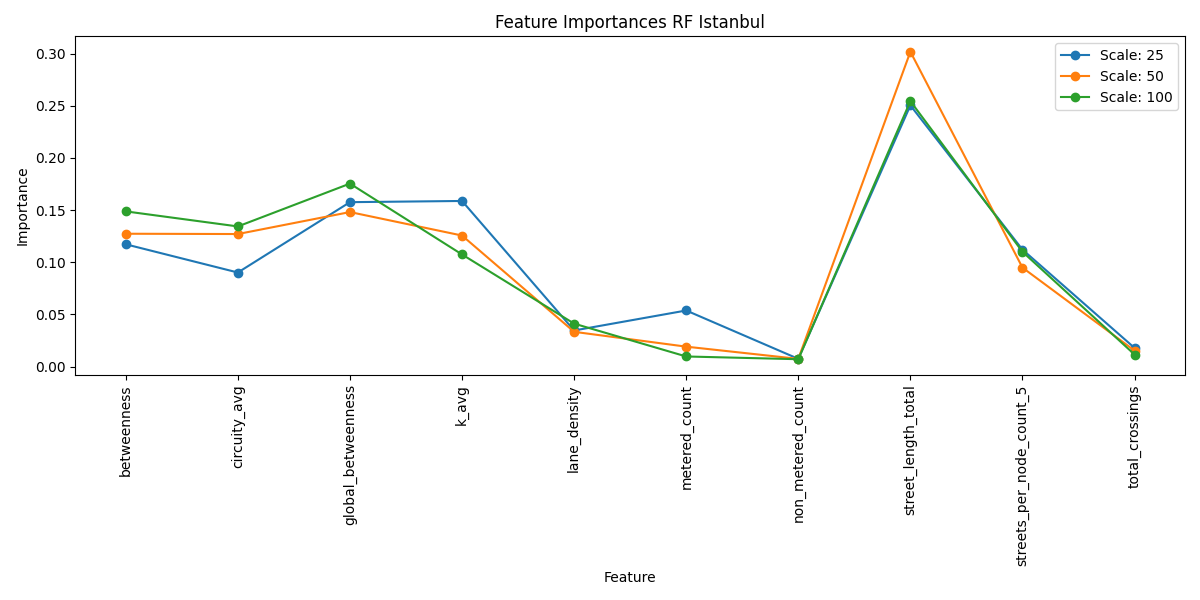 Feature Importances RF Istanbul
Scale: 25
Scale: 50
Scale: 100
Importance
0.30
0.25
0.20
0.15
0.10
0.05
0.00
betweenness
circuity_avg
global_betweenness
k_avg
lane_density
metered_count
non_metered_count
street_length_total
streets_per_node_count_5
total_crossings
Feature